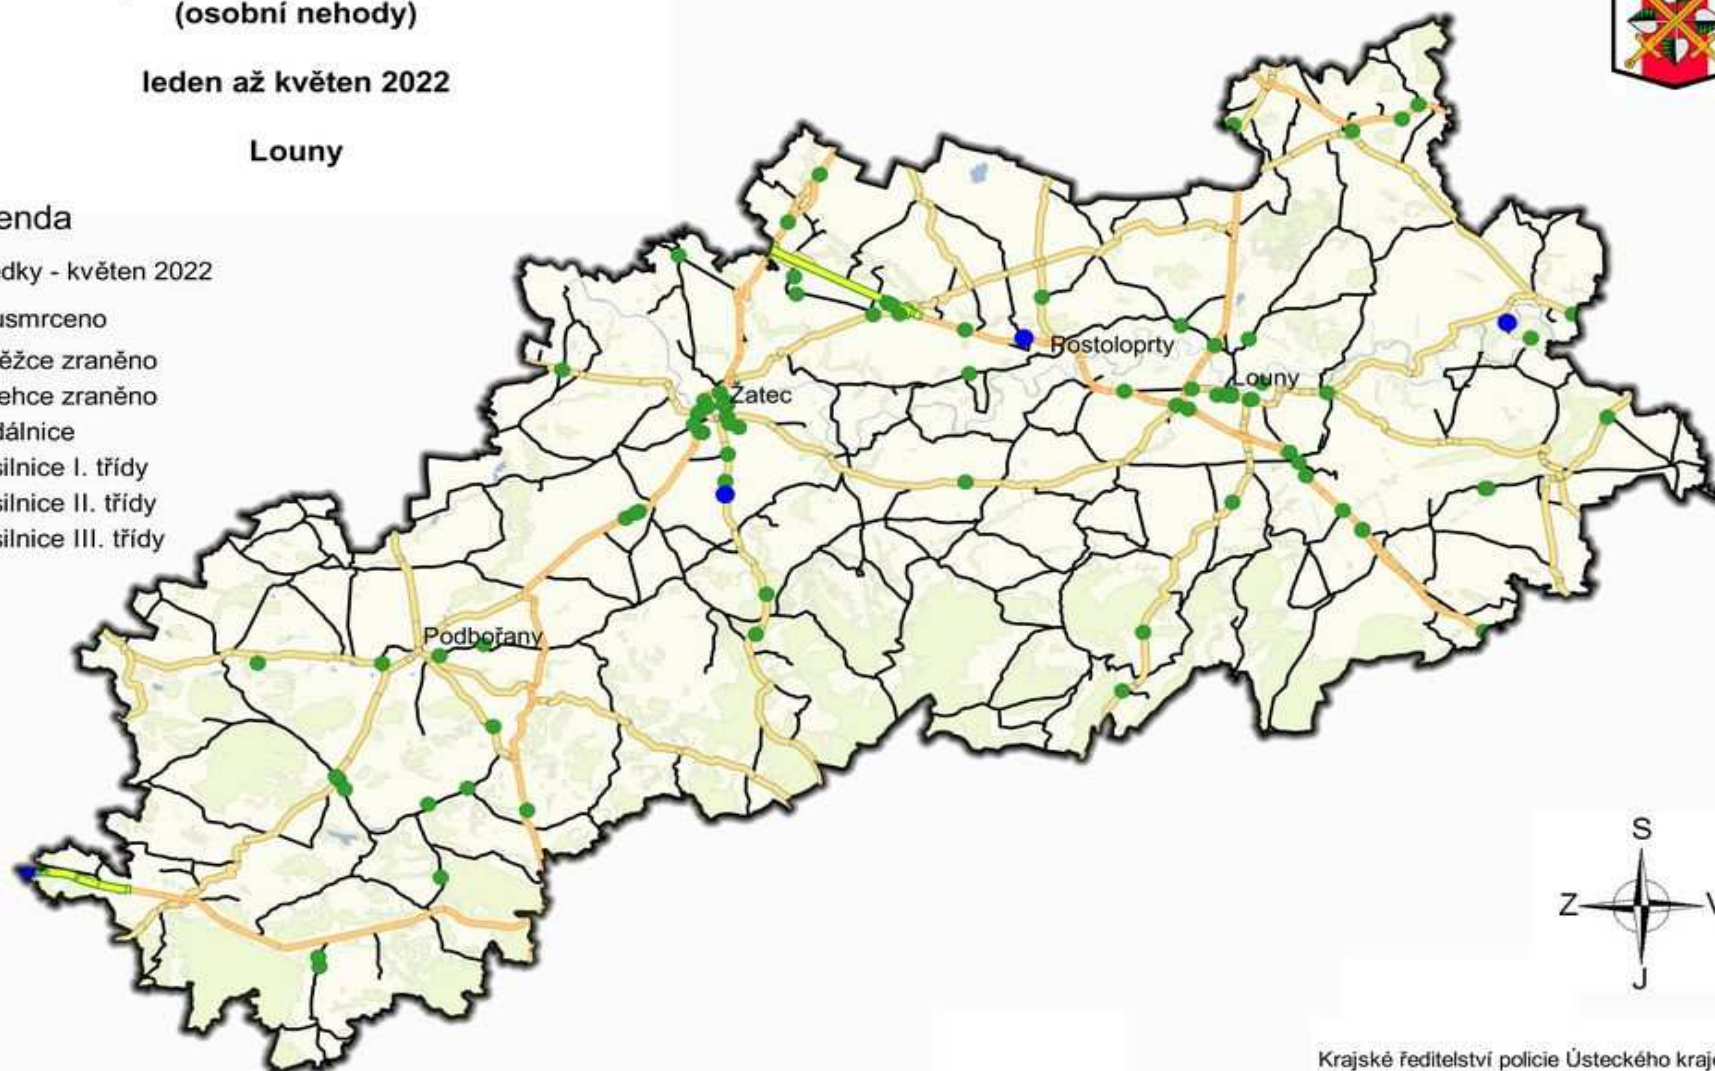 (osobní nehody)
leden až květen 2022
Louny
enda
edky - květen 2022
usmrceno
ěžce zraněno
ehce zraněno
dálnice
silnice I. třídy
silnice II. třídy
silnice III. třídy
Postoloprty
Louny
Žatec
Podbořany
S
Z
J
Krajské ředitelství policie Ústeckého kraje